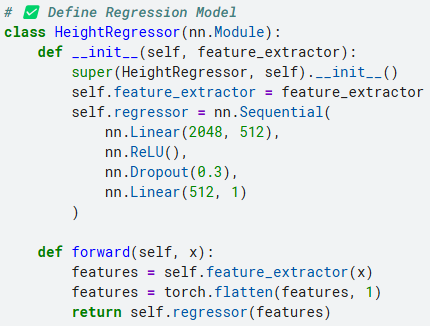 # ✅ Define Regression Model
class HeightRegressor(nn.Module):
    def __init__(self, feature_extractor):
        super(HeightRegressor, self).__init__()
        self.feature_extractor = feature_extractor
        self.regressor = nn.Sequential(
            nn.Linear(2048, 512),
            nn.ReLU(),
            nn.Dropout(0.3),
            nn.Linear(512, 1)
        )

    def forward(self, x):
        features = self.feature_extractor(x)
        features = torch.flatten(features, 1)
        return self.regressor(features)